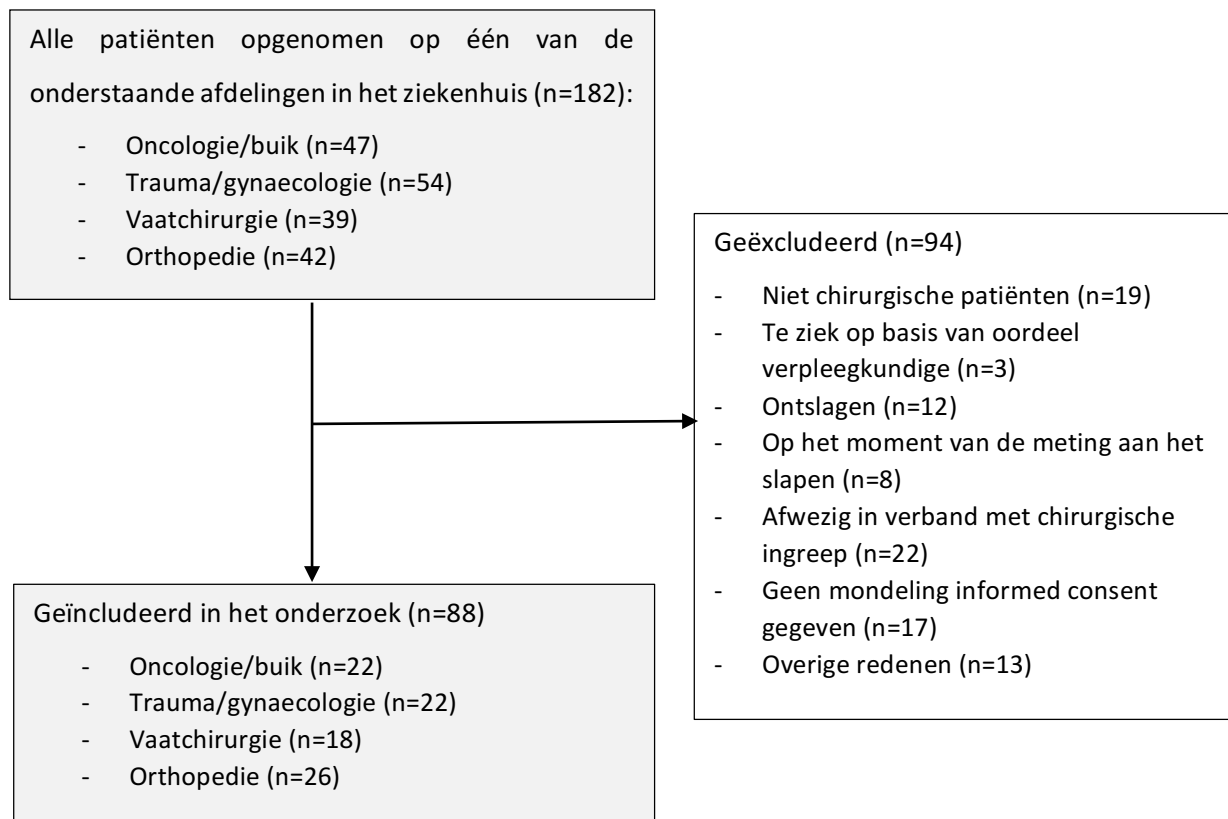 Alle patiënten opgenomen op één van de
onderstaande afdelingen in het ziekenhuis (n=182):
- Oncologie/buik (n=47)
- Trauma/gynaecologie (n=54)
- Vaatchirurgie (n=39)
- Orthopedie (n=42)
Geëxcludeerd (n=94)
- Niet chirurgische patiënten (n=19)
- Te ziek op basis van oordeel
verpleegkundige (n=3)
- Ontslagen (n=12)
- Op het moment van de meting aan het
slapen (n=8)
- Afwezig in verband met chirurgische
ingreep (n=22)
- Geen mondeling informed consent
gegeven (n=17)
- Overige redenen (n=13)
Geïncludeerd in het onderzoek (n=88)
- Oncologie/buik (n=22)
- Trauma/gynaecologie (n=22)
- Vaatchirurgie (n=18)
- Orthopedie (n=26)